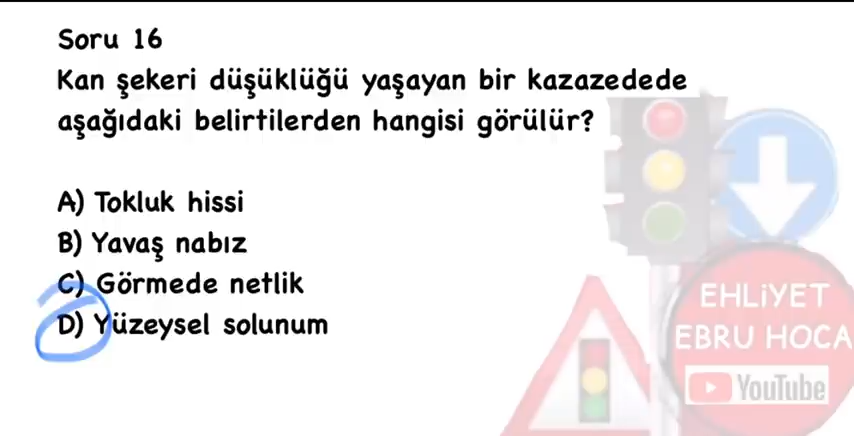 Soru 16
Kan şekeri düşüklüğü yaşayan bir kazazedede
aşağıdaki belirtilerden hangisi görülür?
A) Tokluk hissi
B) Yavaş nabız
C) Görmede netlik
D) Yüzeysel solunum
EHLİYET
EBRU HOCA
YouTube